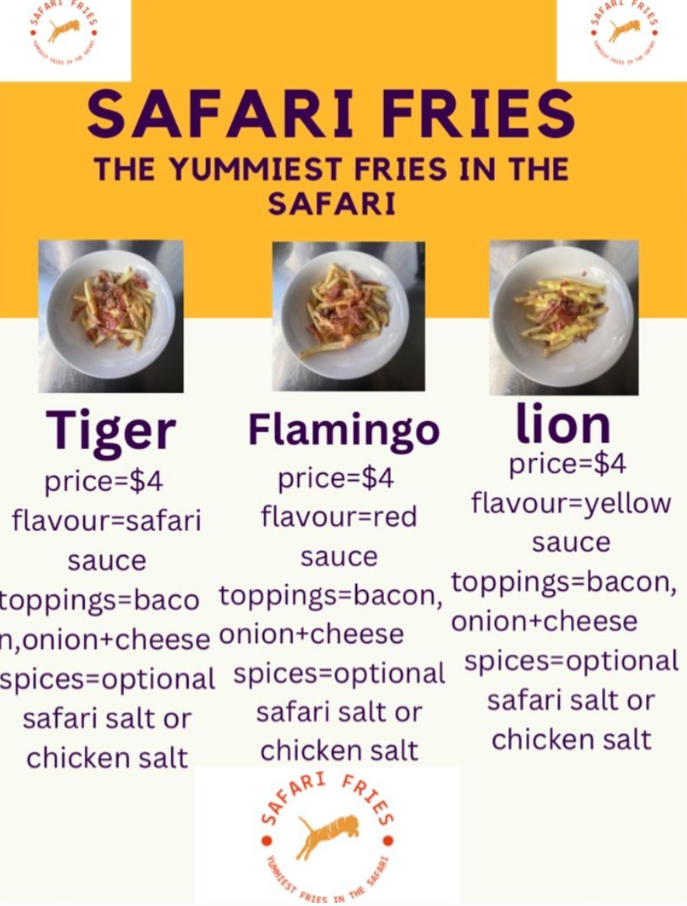 SAFARI FRIES
SAFARI FRIES
YUMMIEST FRIES IN THE SAFARI
YUMMIEST FRIES IN THE SAFARI
SAFARI FRIES
THE YUMMIEST FRIES IN THE
SAFARI
Tiger
price=$4
flavour=safari
sauce
toppings=baco
n,onion+cheese
spices=optional
safari salt or
chicken salt
Flamingo
price=$4
flavour=red
sauce
toppings=bacon,
onion+cheese
spices=optional
safari salt or
chicken salt
lion
price=$4
flavour=yellow
sauce
toppings=bacon,
onion+cheese
spices=optional
safari salt or
chicken salt
SAFARI FRIES
YUMMIEST FRIES IN THE SAFARI